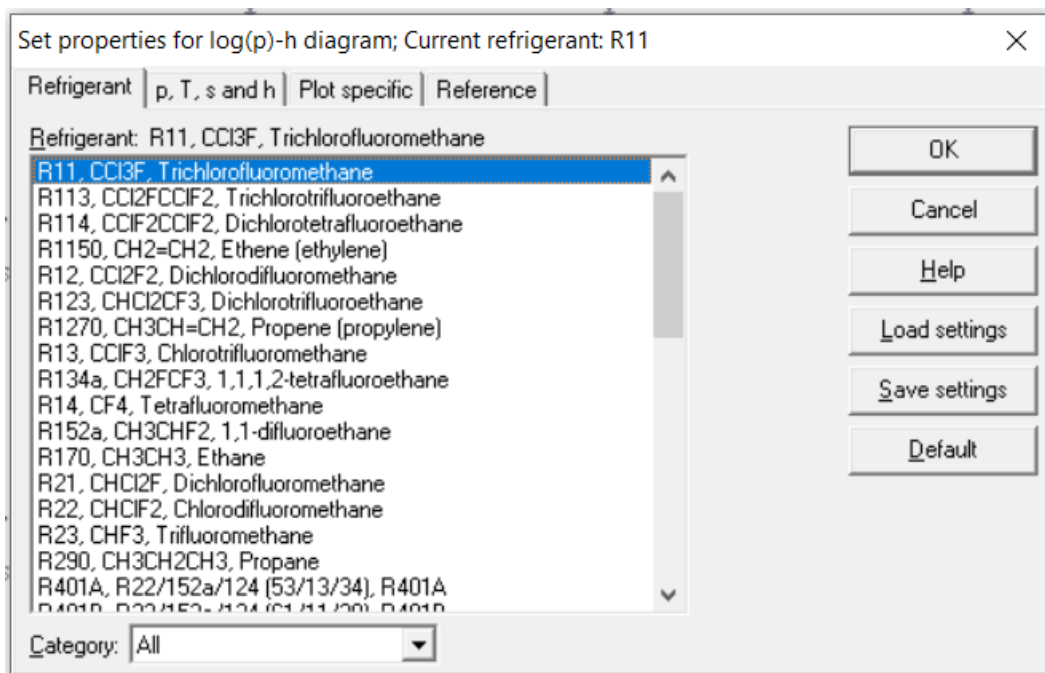 Set properties for log(p)-h diagram; Current refrigerant: R11
Refrigerant
p, T, s and h
Plot specific
Reference
Refrigerant: R11, CCl3F, Trichlorofluoromethane
R11, CCl3F, Trichlorofluoromethane
R113, CCl2FCClF2, Trichlorotrifluoroethane
R114, CClF2CClF2, Dichlorotetrafluoroethane
R1150, CH2=CH2, Ethene (ethylene)
R12, CCl2F2, Dichlorodifluoromethane
R123, CHCl2CF3, Dichlorotrifluoroethane
R1270, CH3CH=CH2, Propene (propylene)
R13, CClF3, Chlorotrifluoromethane
R134a, CH2FCF3, 1,1,1,2-tetrafluoroethane
R14, CF4, Tetrafluoromethane
R152a, CH3CHF2, 1,1-difluoroethane
R170, CH3CH3, Ethane
R21, CHCl2F, Dichlorofluoromethane
R22, CHClF2, Chlorodifluoromethane
R23, CHF3, Trifluoromethane
R290, CH3CH2CH3, Propane
R401A, R22/152a/124 (53/13/34), R401A
Category: All
OK
Cancel
Help
Load settings
Save settings
Default